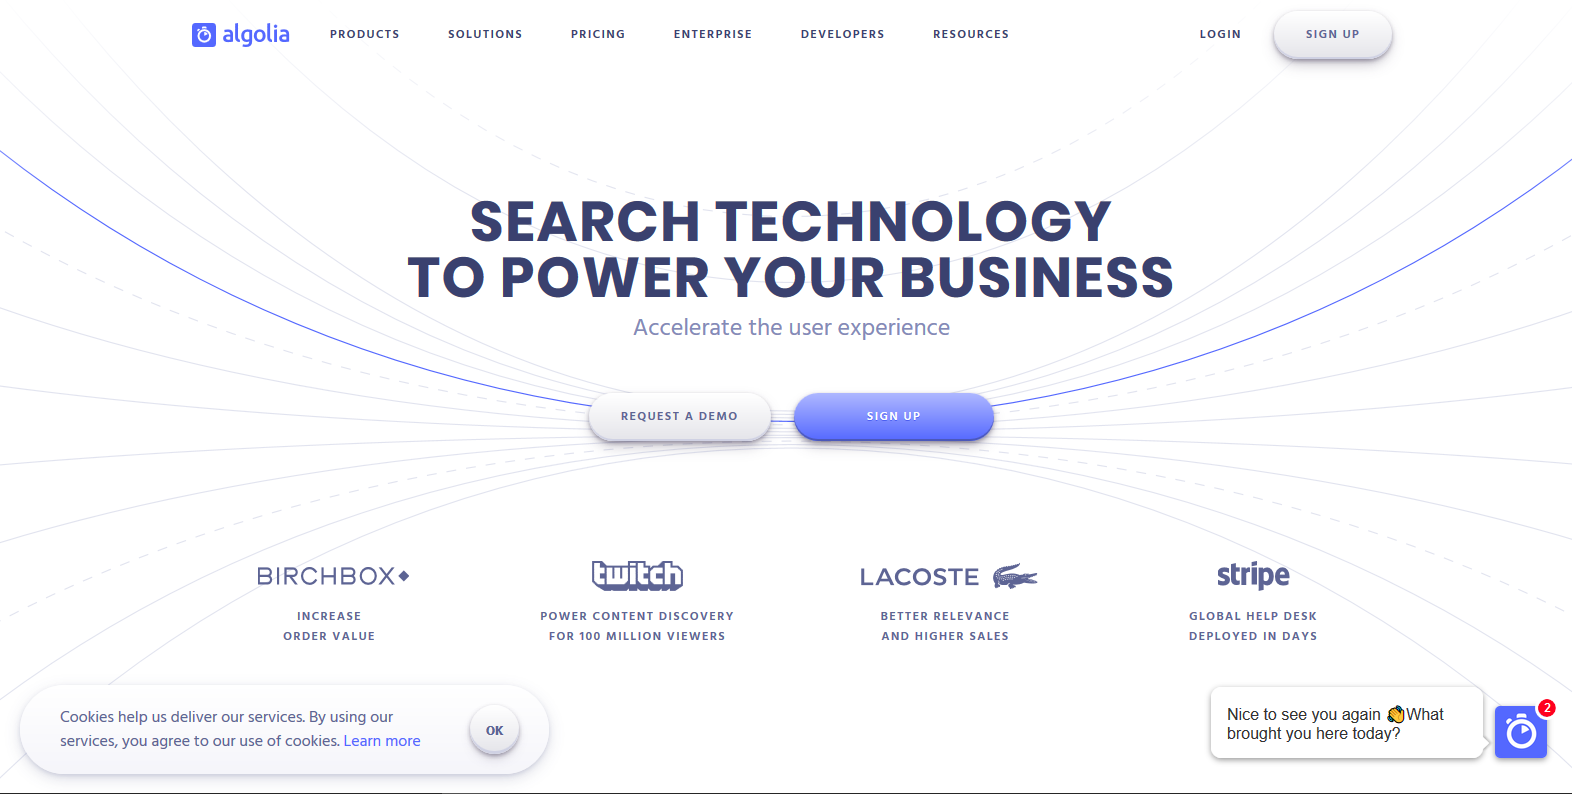 algolia
PRODUCTS
SOLUTIONS
PRICING
ENTERPRISE
DEVELOPERS
RESOURCES
LOGIN
SIGN UP
SEARCH TECHNOLOGY
TO POWER YOUR BUSINESS
Accelerate the user experience
REQUEST A DEMO
SIGN UP
BIRCHBOX
INCREASE
ORDER VALUE
twitch
POWER CONTENT DISCOVERY
FOR 100 MILLION VIEWERS
LACOSTE
BETTER RELEVANCE
AND HIGHER SALES
stripe
GLOBAL HELP DESK
DEPLOYED IN DAYS
Cookies help us deliver our services. By using our
services, you agree to our use of cookies. Learn more
OK
Nice to see you again 👏What
brought you here today?
2